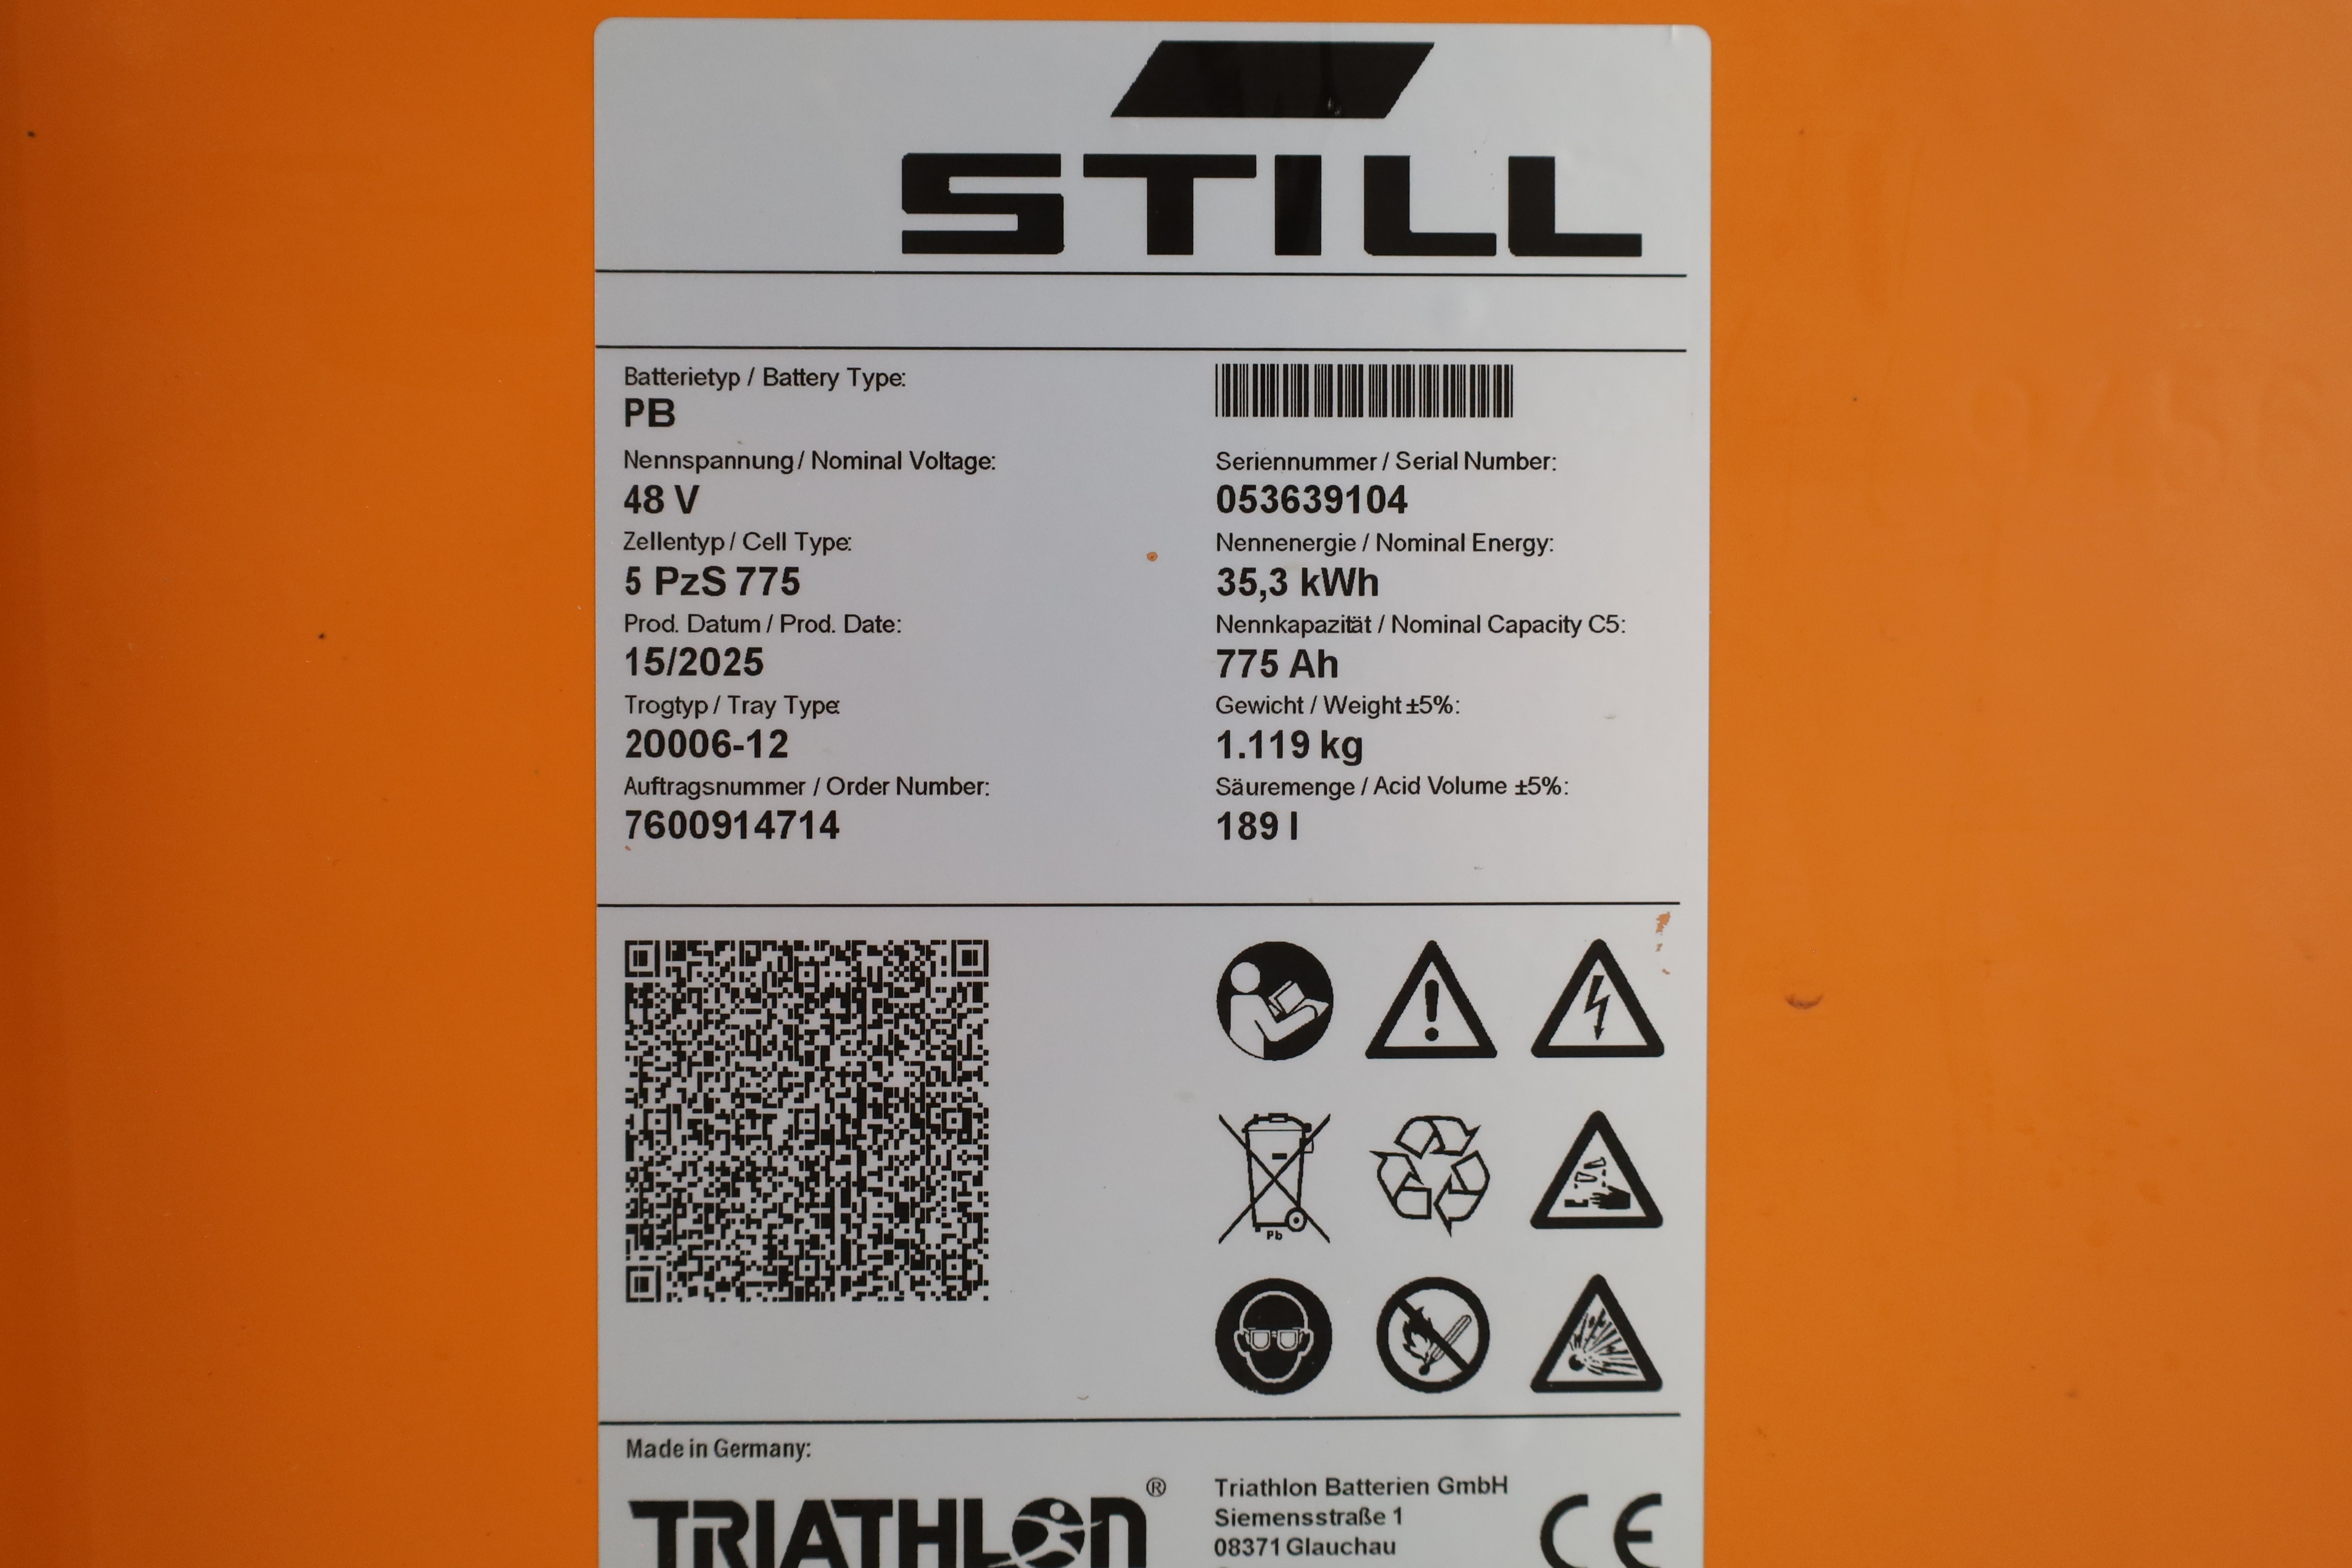 STILL
Batterietyp / Battery Type:
PB
Nennspannung / Nominal Voltage:
48 V
Zellentyp / Cell Type:
5 PzS 775
Prod. Datum / Prod. Date:
15/2025
Trogtyp / Tray Type:
20006-12
Auftragsnummer / Order Number:
7600914714
Seriennummer / Serial Number:
053639104
Nennenergie / Nominal Energy:
35,3 kWh
Nennkapazität / Nominal Capacity C5:
775 Ah
Gewicht / Weight ±5%:
1.119 kg
Säuremenge / Acid Volume ±5%:
189 l
Pb
Made in Germany:
TRIATHLON®
Triathlon Batterien GmbH
Siemensstraße 1
08371 Glauchau
CE